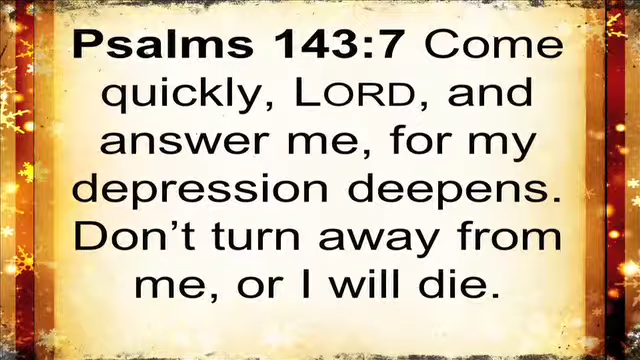 Psalms 143:7 Come
quickly, LORD, and
answer me, for my
depression deepens.
Don’t turn away from
me, or I will die.